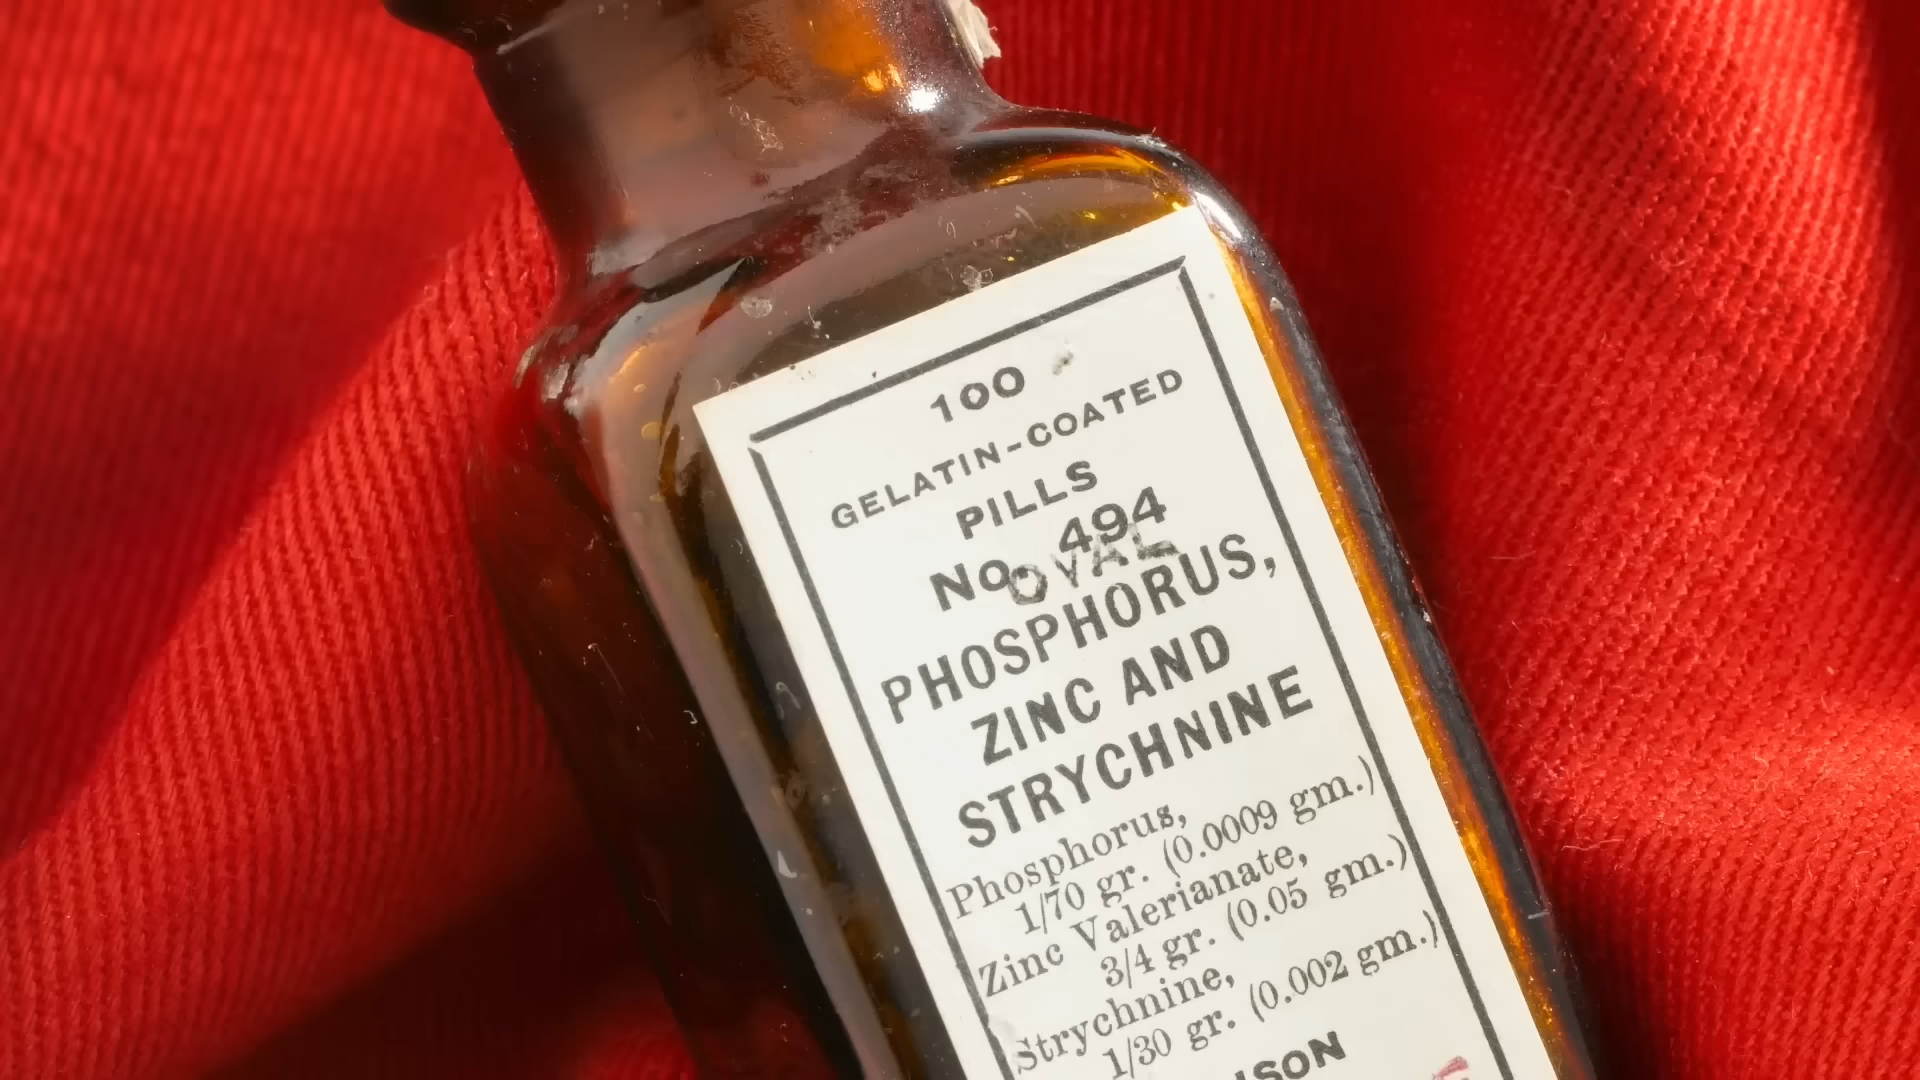 100
GELATIN-COATED
PILLS
No. 494
OVAL
PHOSPHORUS,
ZINC AND
STRYCHNINE
Phosphorus,
1/70 gr. (0.0009 gm.)
Zinc Valerianate,
3/4 gr. (0.05 gm.)
Strychnine,
1/30 gr. (0.002 gm.)